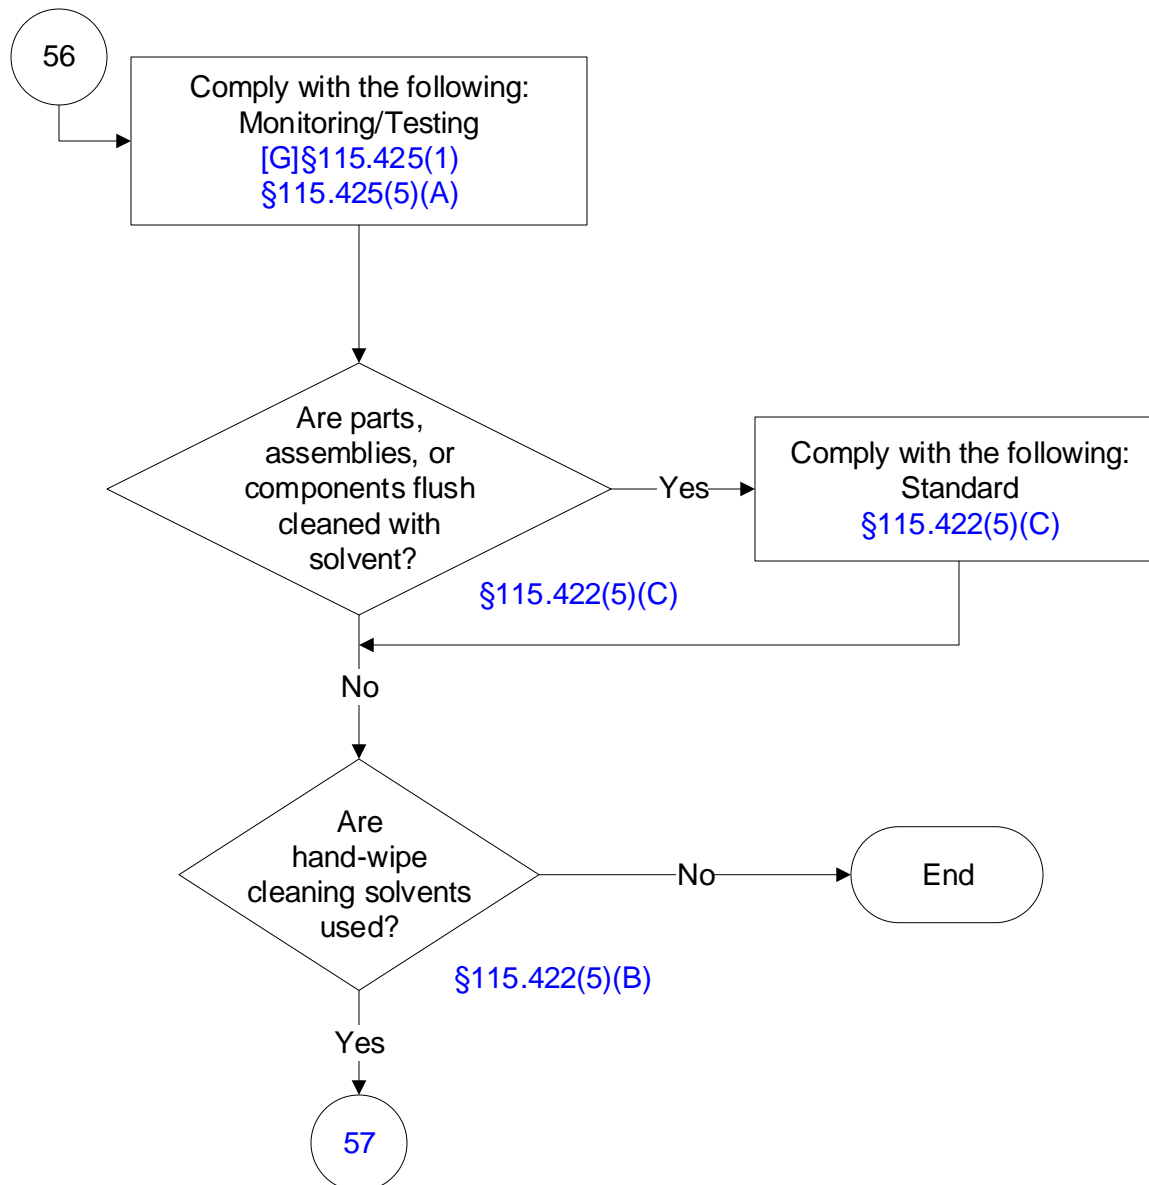 56
Comply with the following:
Monitoring/Testing
[G]§115.425(1)
§115.425(5)(A)
Are parts,
assemblies, or
components flush
cleaned with
solvent?
Yes
Comply with the following:
Standard
§115.422(5)(C)
§115.422(5)(C)
No
Are
hand-wipe
cleaning solvents
used?
No
End
§115.422(5)(B)
Yes
57